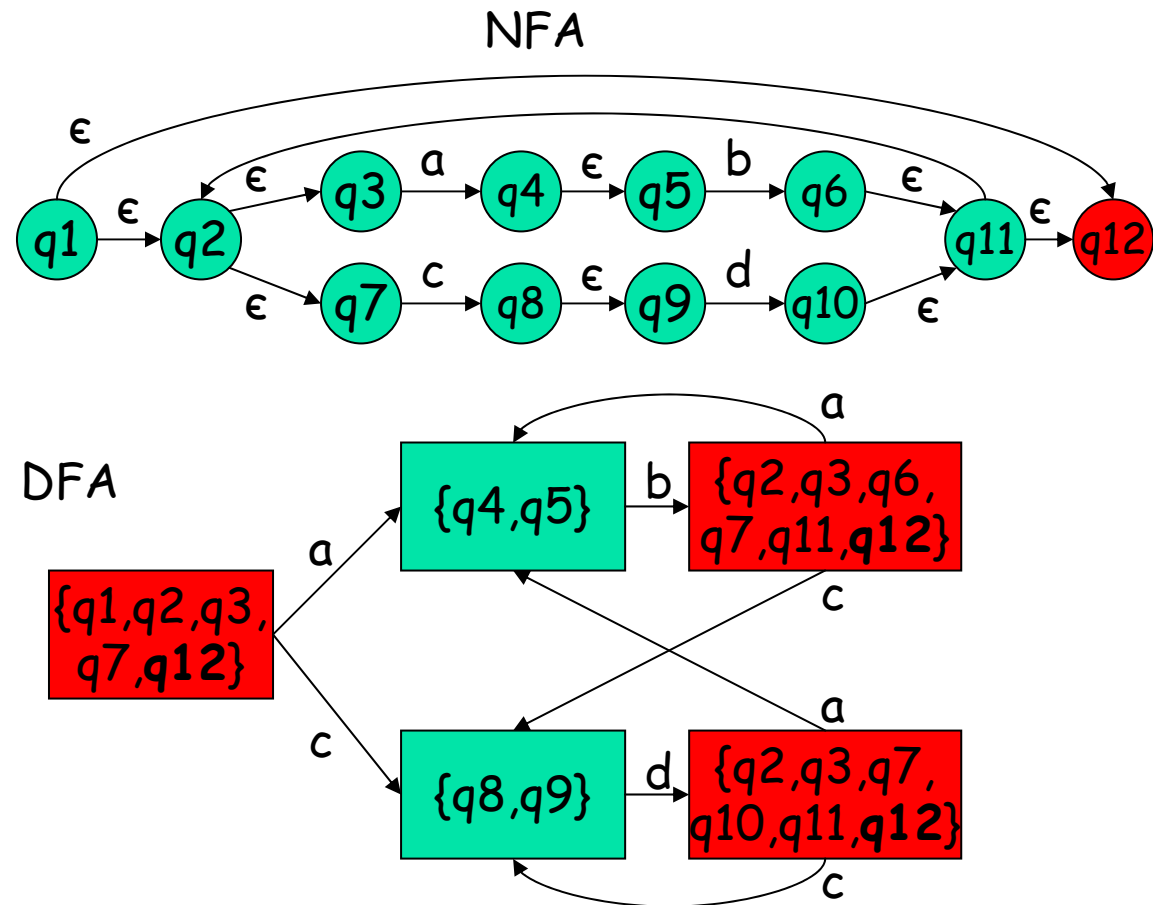 NFA
ϵ
ϵ a ϵ b ϵ
q3 q4 q5 q6
ϵ ϵ
q1 q2 q11 q12
ϵ c ϵ d ϵ
q7 q8 q9 q10
DFA
a
{q4,q5} b {q2,q3,q6,
q7,q11,q12}
a
c
{q1,q2,q3,
q7,q12}
c
a
{q8,q9} d {q2,q3,q7,
q10,q11,q12}
c